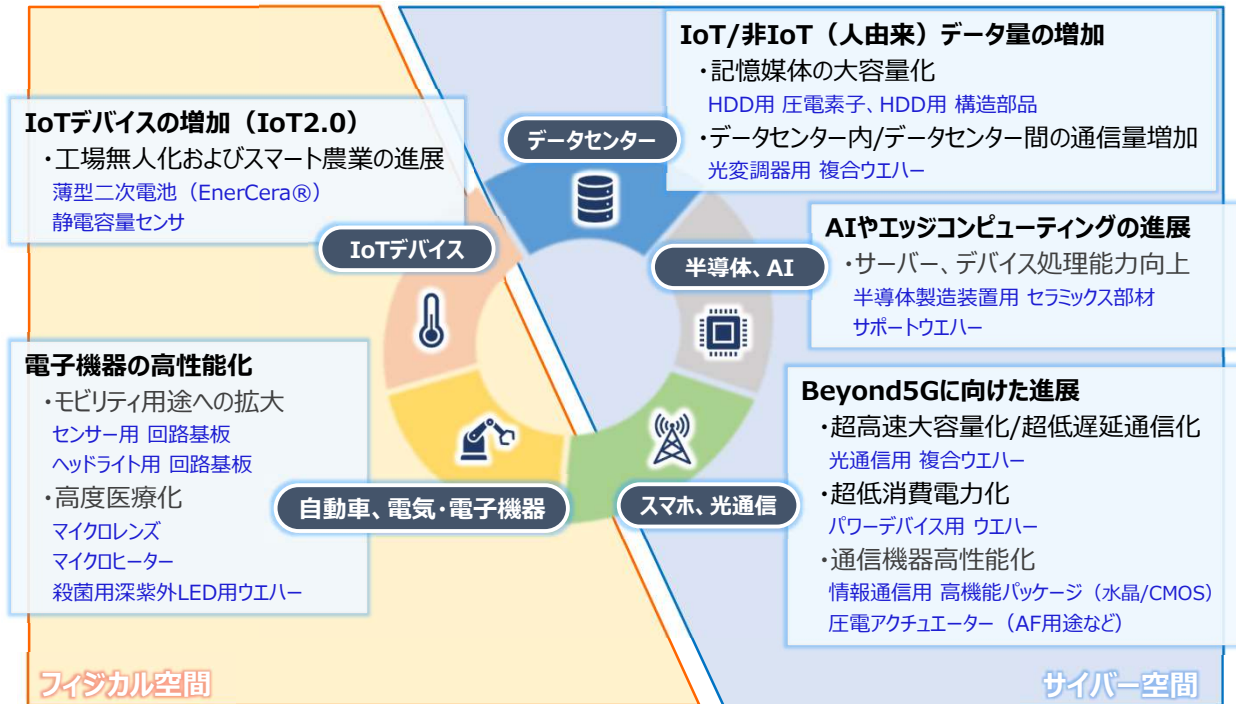 IoTデバイスの増加（IoT2.0）
・工場無人化およびスマート農業の進展
薄型二次電池（EnerCera®）
静電容量センサ
IoTデバイス
電子機器の高性能化
・モビリティ用途への拡大
センサー用 回路基板
ヘッドライト用 回路基板
・高度医療化
マイクロレンズ
マイクロヒーター
殺菌用深紫外LED用ウエハー
自動車、電気・電子機器
フィジカル空間
IoT/非IoT（人由来）データ量の増加
・記憶媒体の大容量化
HDD用 圧電素子、HDD用 構造部品
・データセンター内/データセンター間の通信量増加
光変調器用 複合ウエハー
データセンター
AIやエッジコンピューティングの進展
・サーバー、デバイス処理能力向上
半導体製造装置用 セラミックス部材
サポートウエハー
半導体、AI
Beyond5Gに向けた進展
・超高速大容量化/超低遅延通信化
光通信用 複合ウエハー
・超低消費電力化
パワーデバイス用 ウエハー
・通信機器高性能化
情報通信用 高機能パッケージ（水晶/CMOS）
圧電アクチュエーター（AF用途など）
スマホ、光通信
サイバー空間